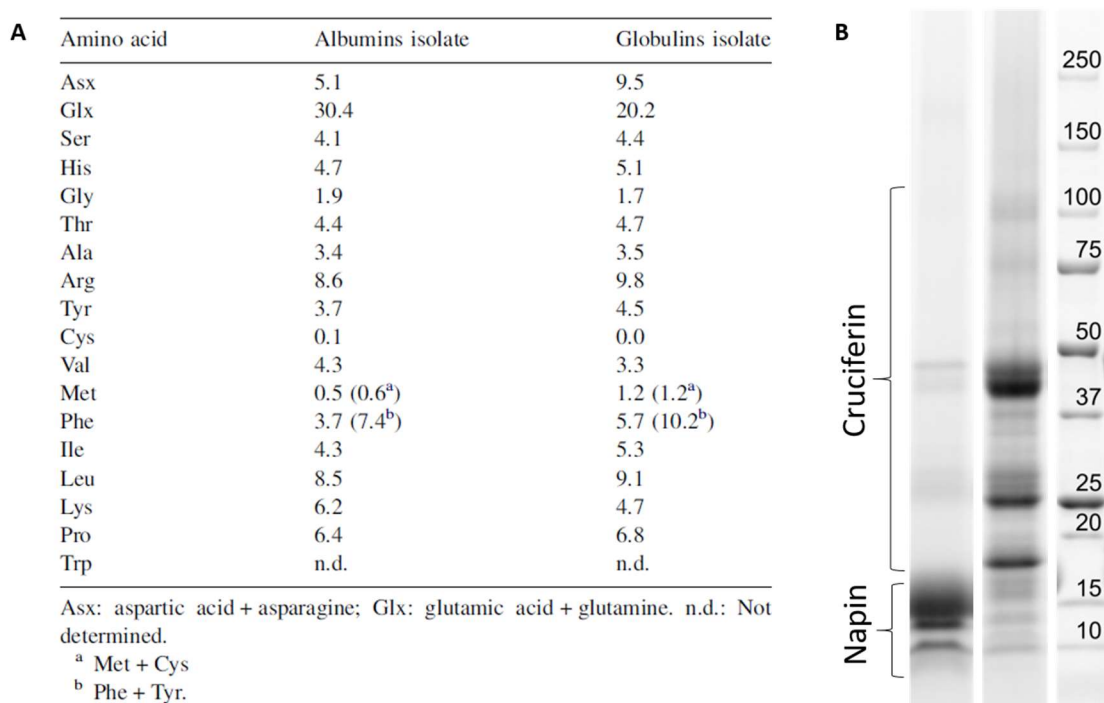 A
Amino acid Albumins isolate Globulins isolate
Asx 5.1 9.5
Glx 30.4 20.2
Ser 4.1 4.4
His 4.7 5.1
Gly 1.9 1.7
Thr 4.4 4.7
Ala 3.4 3.5
Arg 8.6 9.8
Tyr 3.7 4.5
Cys 0.1 0.0
Val 4.3 3.3
Met 0.5 (0.6a) 1.2 (1.2a)
Phe 3.7 (7.4b) 5.7 (10.2b)
Ile 4.3 5.3
Leu 8.5 9.1
Lys 6.2 4.7
Pro 6.4 6.8
Trp n.d. n.d.
Asx: aspartic acid + asparagine; Glx: glutamic acid + glutamine. n.d.: Not
determined.
a Met + Cys
b Phe + Tyr.
B
Cruciferin
Napin
250
150
100
75
50
37
25
20
15
10